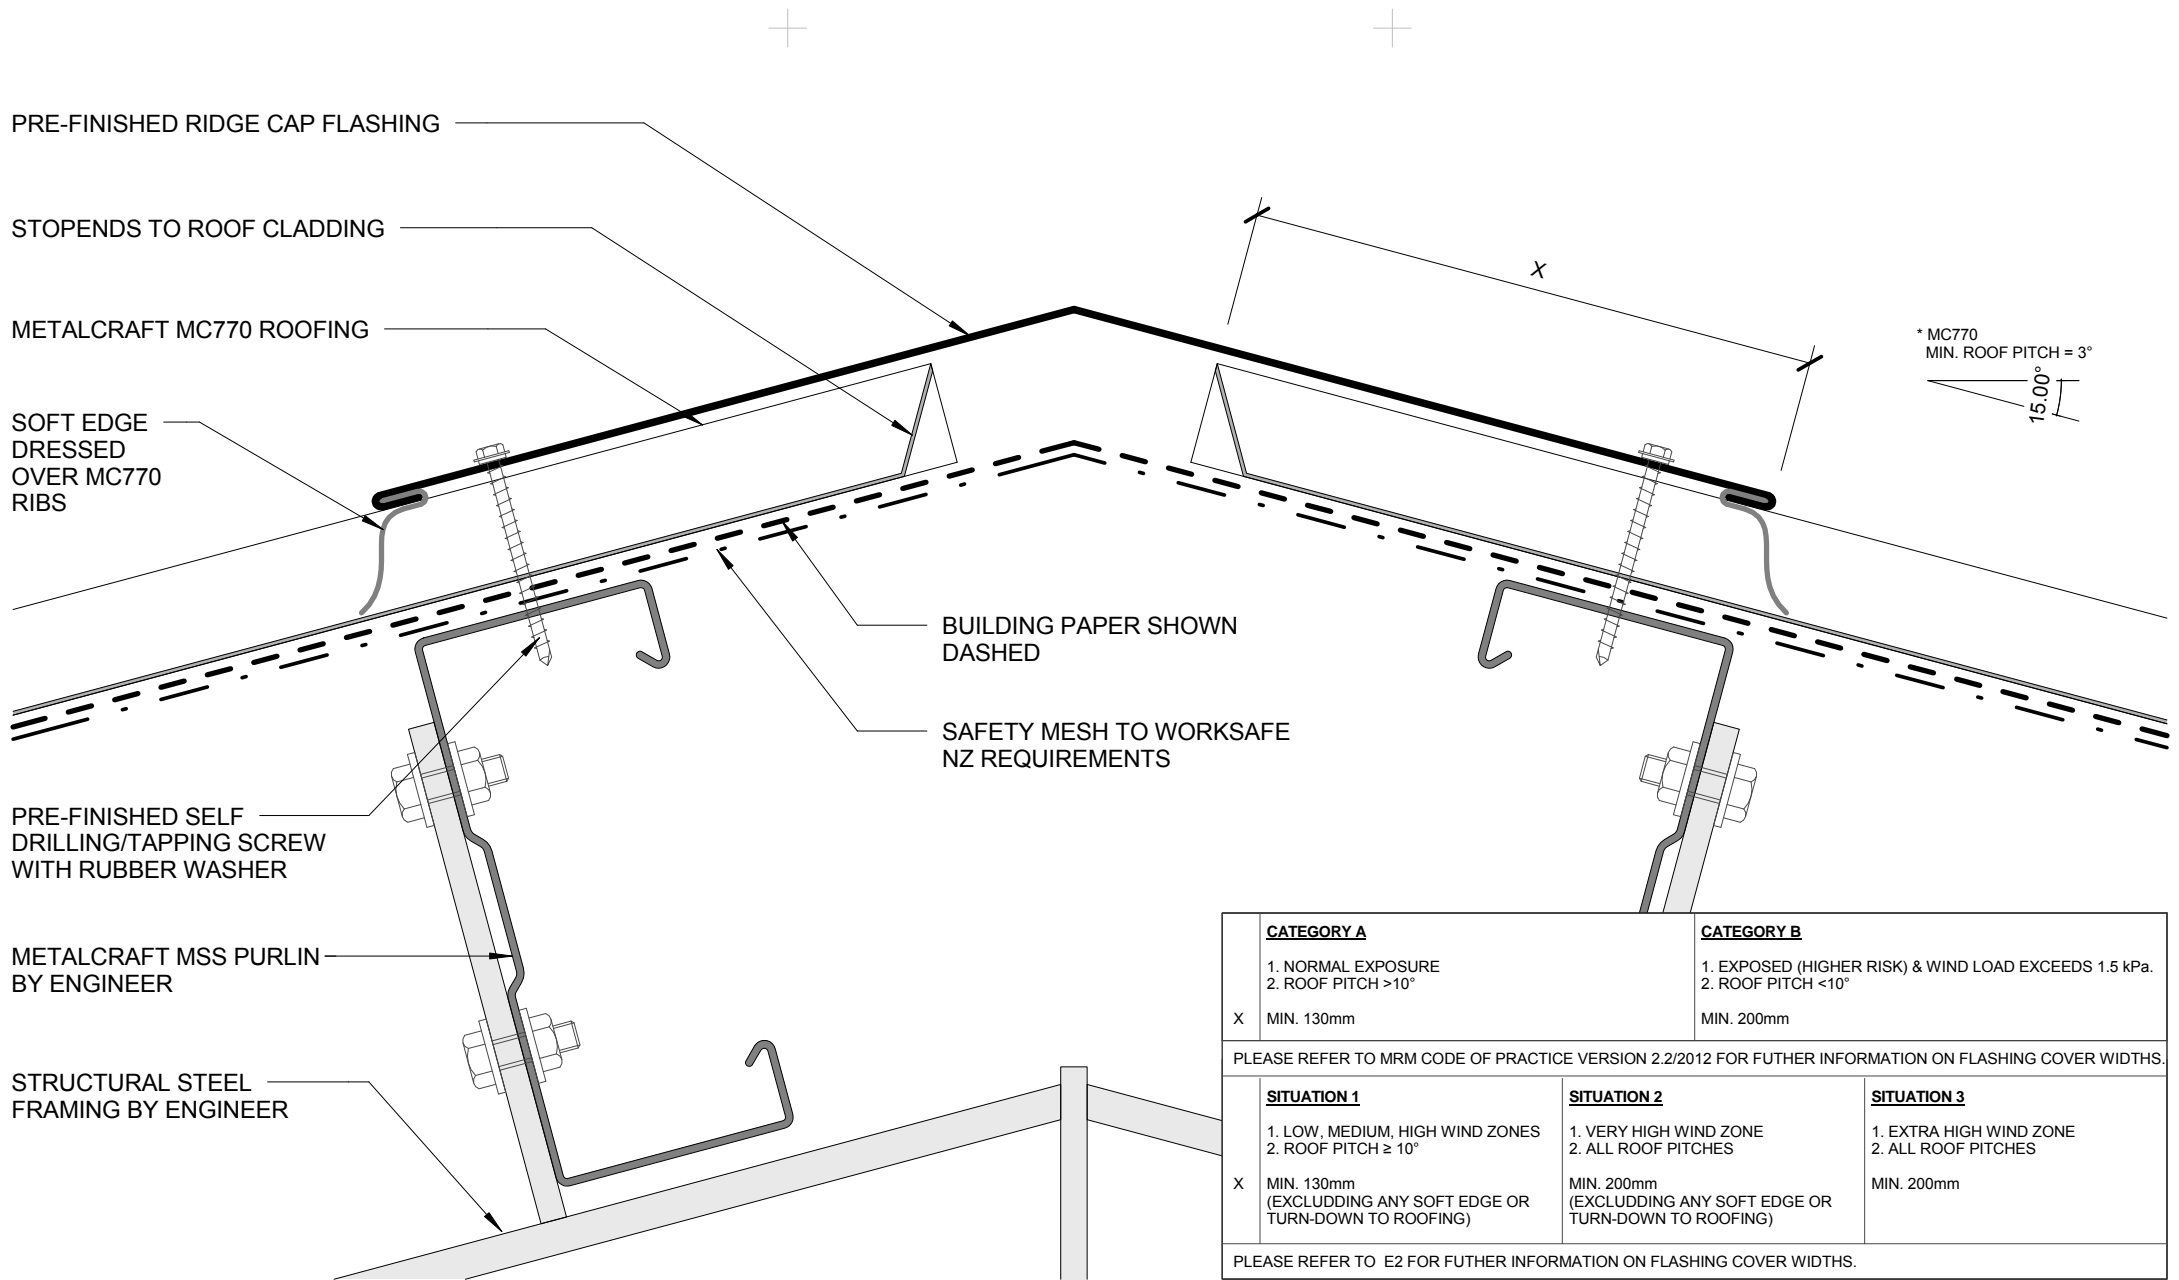 PRE-FINISHED RIDGE CAP FLASHING
STOPENDS TO ROOF CLADDING
METALCRAFT MC770 ROOFING
SOFT EDGE
DRESSED
OVER MC770
RIBS
PRE-FINISHED SELF
DRILLING/TAPPING SCREW
WITH RUBBER WASHER
METALCRAFT MSS PURLIN
BY ENGINEER
STRUCTURAL STEEL
FRAMING BY ENGINEER
BUILDING PAPER SHOWN
DASHED
SAFETY MESH TO WORKSAFE
NZ REQUIREMENTS
X
* MC770
MIN. ROOF PITCH = 3°
15.00°
CATEGORY A
1. NORMAL EXPOSURE
2. ROOF PITCH >10°
X MIN. 130mm
CATEGORY B
1. EXPOSED (HIGHER RISK) & WIND LOAD EXCEEDS 1.5 kPa.
2. ROOF PITCH <10°
MIN. 200mm
PLEASE REFER TO MRM CODE OF PRACTICE VERSION 2.2/2012 FOR FUTHER INFORMATION ON FLASHING COVER WIDTHS.
SITUATION 1
1. LOW, MEDIUM, HIGH WIND ZONES
2. ROOF PITCH ≥ 10°
X MIN. 130mm
(EXCLUDDING ANY SOFT EDGE OR
TURN-DOWN TO ROOFING)
SITUATION 2
1. VERY HIGH WIND ZONE
2. ALL ROOF PITCHES
MIN. 200mm
(EXCLUDDING ANY SOFT EDGE OR
TURN-DOWN TO ROOFING)
SITUATION 3
1. EXTRA HIGH WIND ZONE
2. ALL ROOF PITCHES
MIN. 200mm
PLEASE REFER TO E2 FOR FUTHER INFORMATION ON FLASHING COVER WIDTHS.